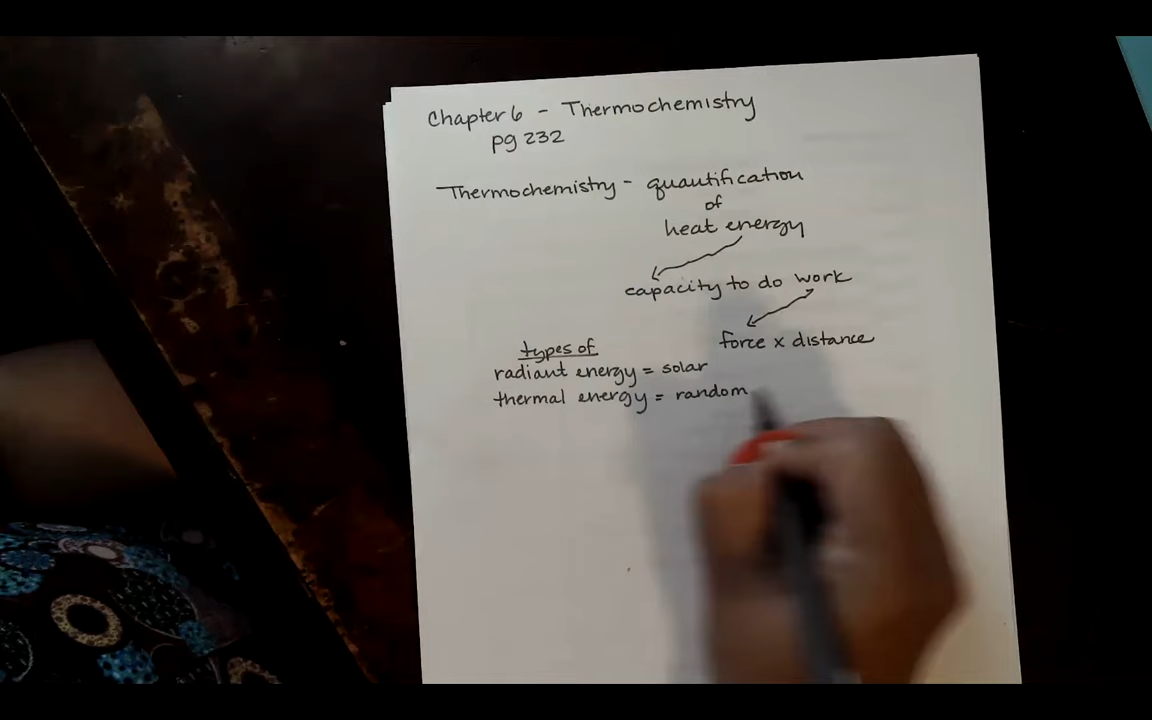 Chapter 6 - Thermochemistry
pg 232
Thermochemistry - quantification
of
heat energy
capacity to do work
force x distance
types of
radiant energy = solar
thermal energy = random